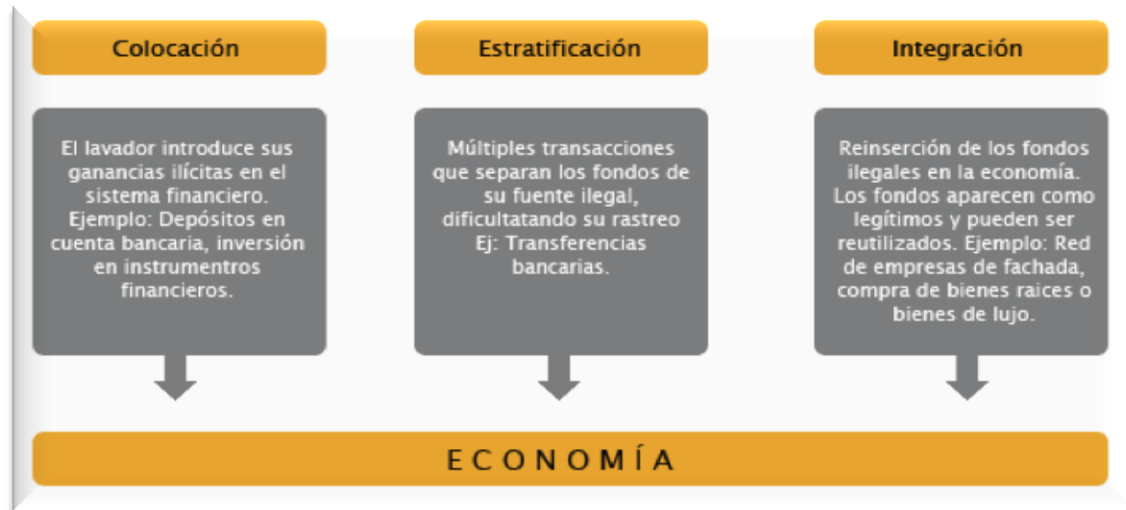 Colocación
El lavador introduce sus
ganancias ilícitas en el
sistema financiero.
Ejemplo: Depósitos en
cuenta bancaria, inversión
en instrumentros
financieros.
Estratificación
Múltiples transacciones
que separan los fondos de
su fuente ilegal,
dificultatando su rastreo
Ej: Transferencias
bancarias.
Integración
Reinserción de los fondos
ilegales en la economía.
Los fondos aparecen como
legítimos y pueden ser
reutilizados. Ejemplo: Red
de empresas de fachada,
compra de bienes raices o
bienes de lujo.
ECONOMÍA